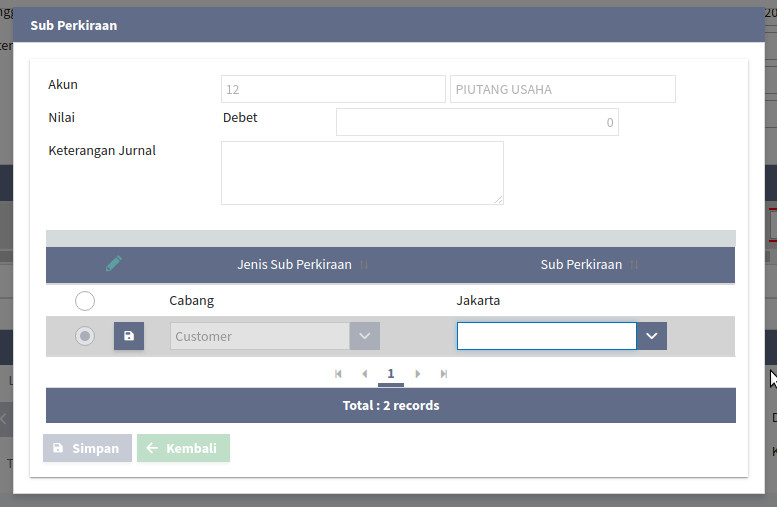 Sub Perkiraan
Akun 12 PIUTANG USAHA
Nilai Debet 0
Keterangan Jurnal
Jenis Sub Perkiraan Sub Perkiraan
Cabang Jakarta
Customer
1
Total : 2 records
Simpan Kembali